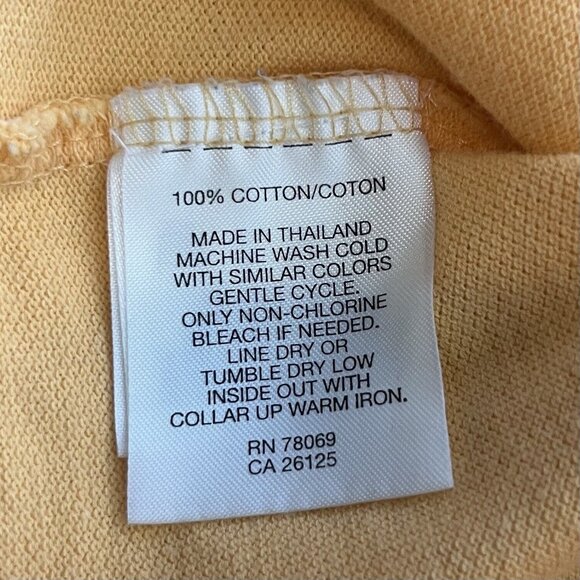 100% COTTON/COTON
MADE IN THAILAND
MACHINE WASH COLD
WITH SIMILAR COLORS
GENTLE CYCLE.
ONLY NON-CHLORINE
BLEACH IF NEEDED.
LINE DRY OR
TUMBLE DRY LOW
INSIDE OUT WITH
COLLAR UP WARM IRON.
RN 78069
CA 26125